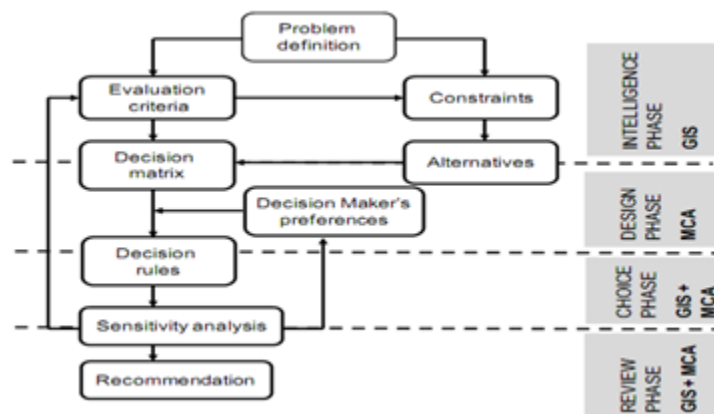 Problem
definition
Evaluation
criteria
Constraints
Decision
matrix
Alternatives
Decision Maker's
preferences
Decision
rules
Sensitivity analysis
Recommendation
INTELLIGENCE
PHASE
GIS
DESIGN
PHASE
MCA
CHOICE
PHASE
GIS +
MCA
REVIEW
PHASE
GIS + MCA